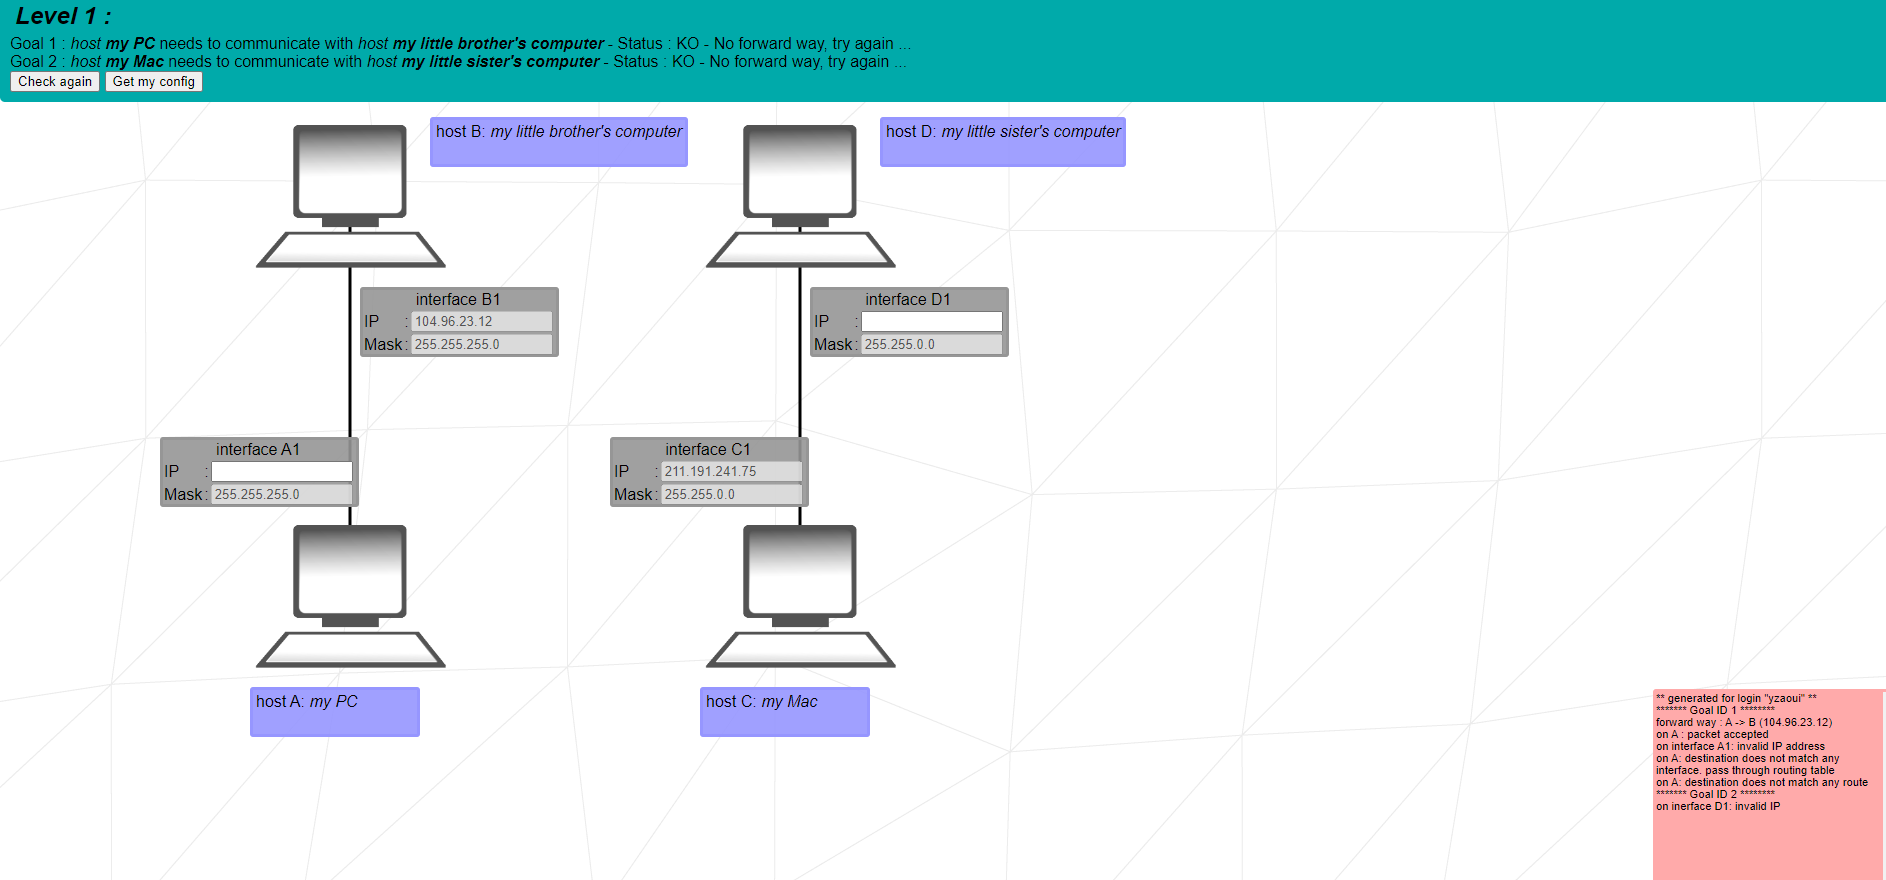 Level 1 :
Goal 1 : host my PC needs to communicate with host my little brother's computer - Status : KO - No forward way, try again ...
Goal 2 : host my Mac needs to communicate with host my little sister's computer - Status : KO - No forward way, try again ...
Check again Get my config
host B: my little brother's computer
host D: my little sister's computer
interface B1
IP : 104.96.23.12
Mask : 255.255.255.0
interface D1
IP :
Mask : 255.255.0.0
interface A1
IP :
Mask : 255.255.255.0
interface C1
IP : 211.191.241.75
Mask : 255.255.0.0
host A: my PC
host C: my Mac
** generated for login "yzaoui" **
******* Goal ID 1 ********
forward way : A -> B (104.96.23.12)
on A : packet accepted
on interface A1: invalid IP address
on A: destination does not match any
interface. pass through routing table
on A: destination does not match any route
******* Goal ID 2 ********
on inerface D1: invalid IP